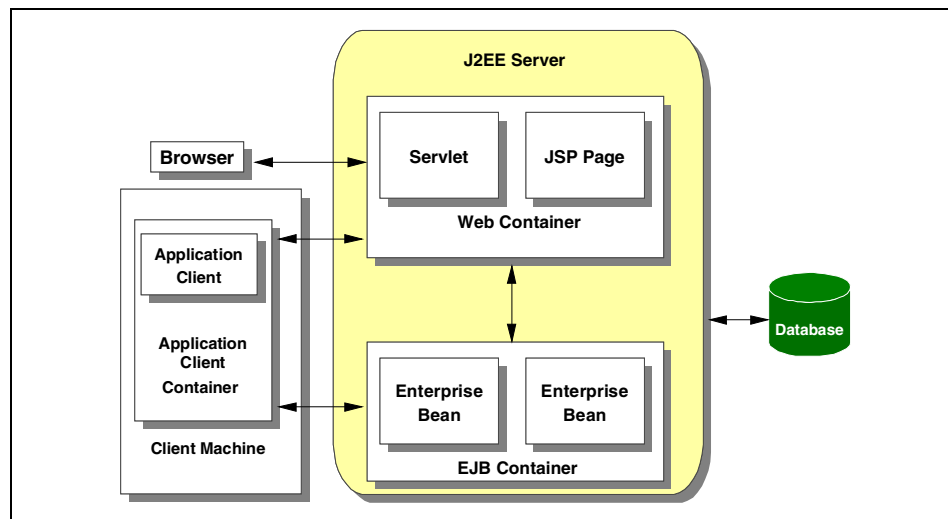 J2EE Server
Servlet
JSP Page
Web Container
Browser
Application
Client
Application
Client
Container
Client Machine
Enterprise
Bean
Enterprise
Bean
EJB Container
Database